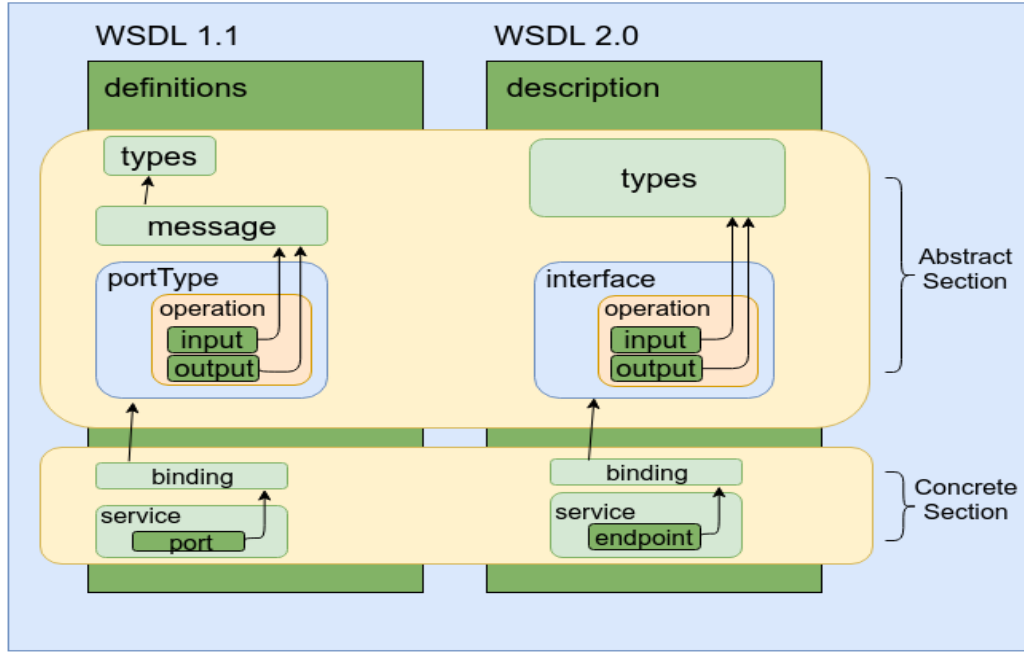 WSDL 1.1
definitions
types
message
portType
operation
input
output
binding
service
port
WSDL 2.0
description
types
interface
operation
input
output
binding
service
endpoint
Abstract
Section
Concrete
Section